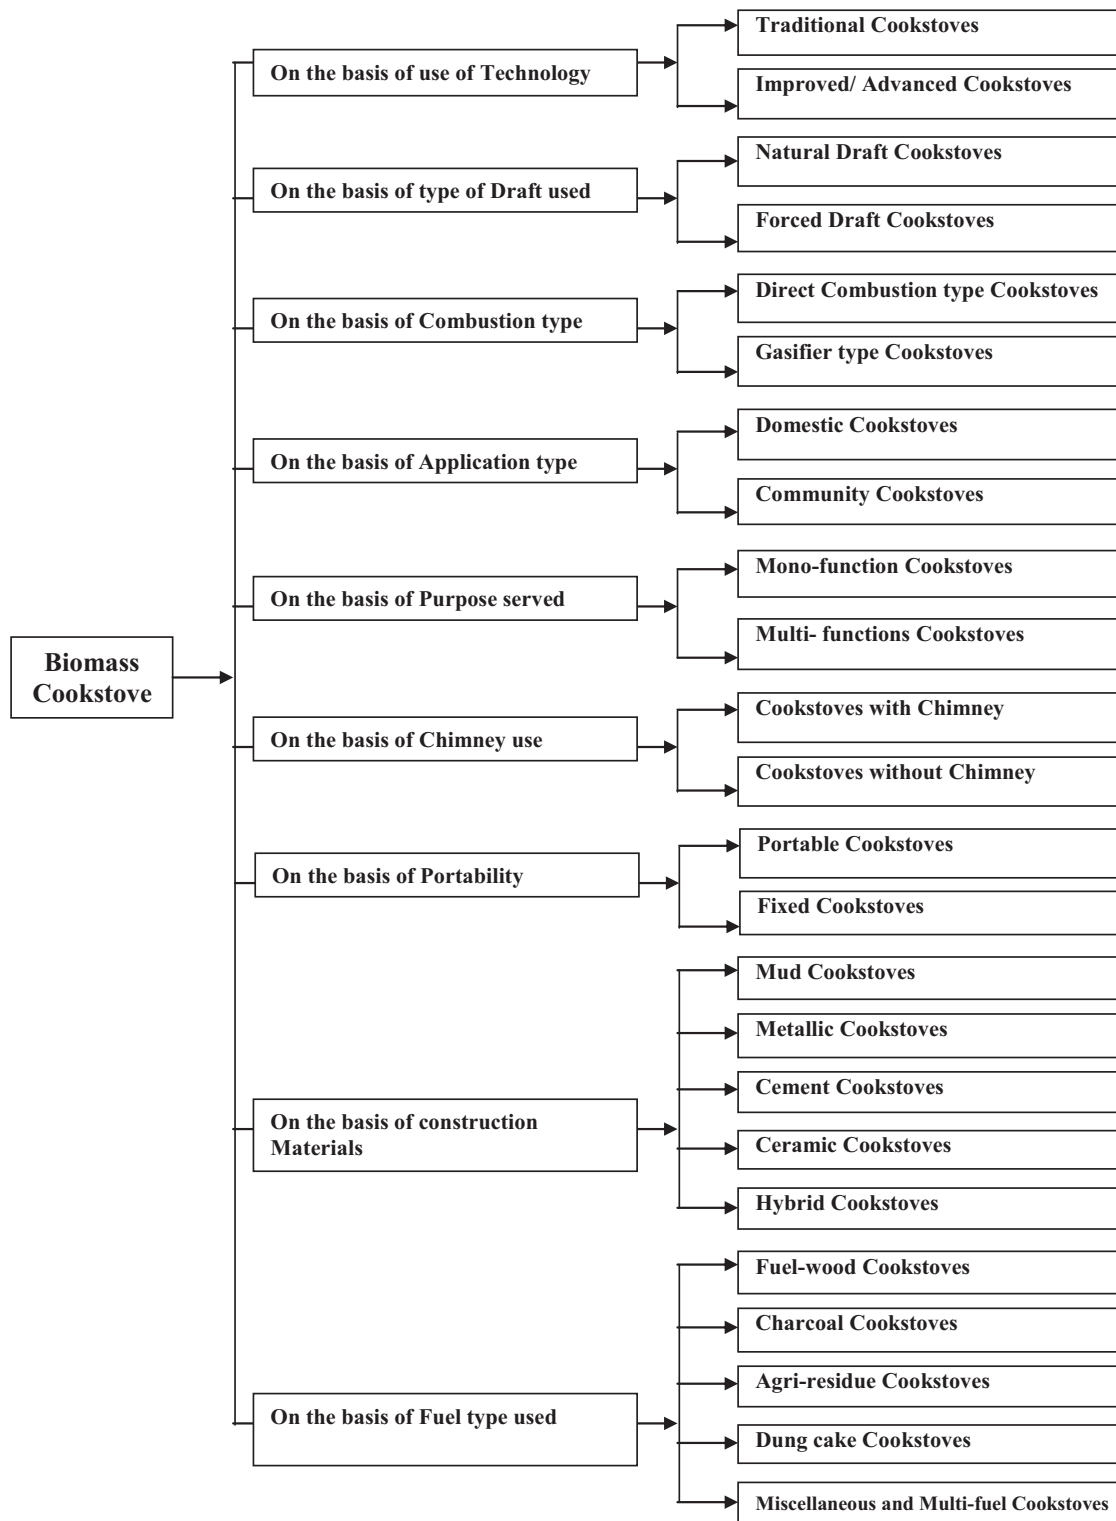 Biomass
Cookstove
On the basis of use of Technology
Traditional Cookstoves
Improved/ Advanced Cookstoves
On the basis of type of Draft used
Natural Draft Cookstoves
Forced Draft Cookstoves
On the basis of Combustion type
Direct Combustion type Cookstoves
Gasifier type Cookstoves
On the basis of Application type
Domestic Cookstoves
Community Cookstoves
On the basis of Purpose served
Mono-function Cookstoves
Multi- functions Cookstoves
On the basis of Chimney use
Cookstoves with Chimney
Cookstoves without Chimney
On the basis of Portability
Portable Cookstoves
Fixed Cookstoves
On the basis of construction
Materials
Mud Cookstoves
Metallic Cookstoves
Cement Cookstoves
Ceramic Cookstoves
Hybrid Cookstoves
On the basis of Fuel type used
Fuel-wood Cookstoves
Charcoal Cookstoves
Agri-residue Cookstoves
Dung cake Cookstoves
Miscellaneous and Multi-fuel Cookstoves